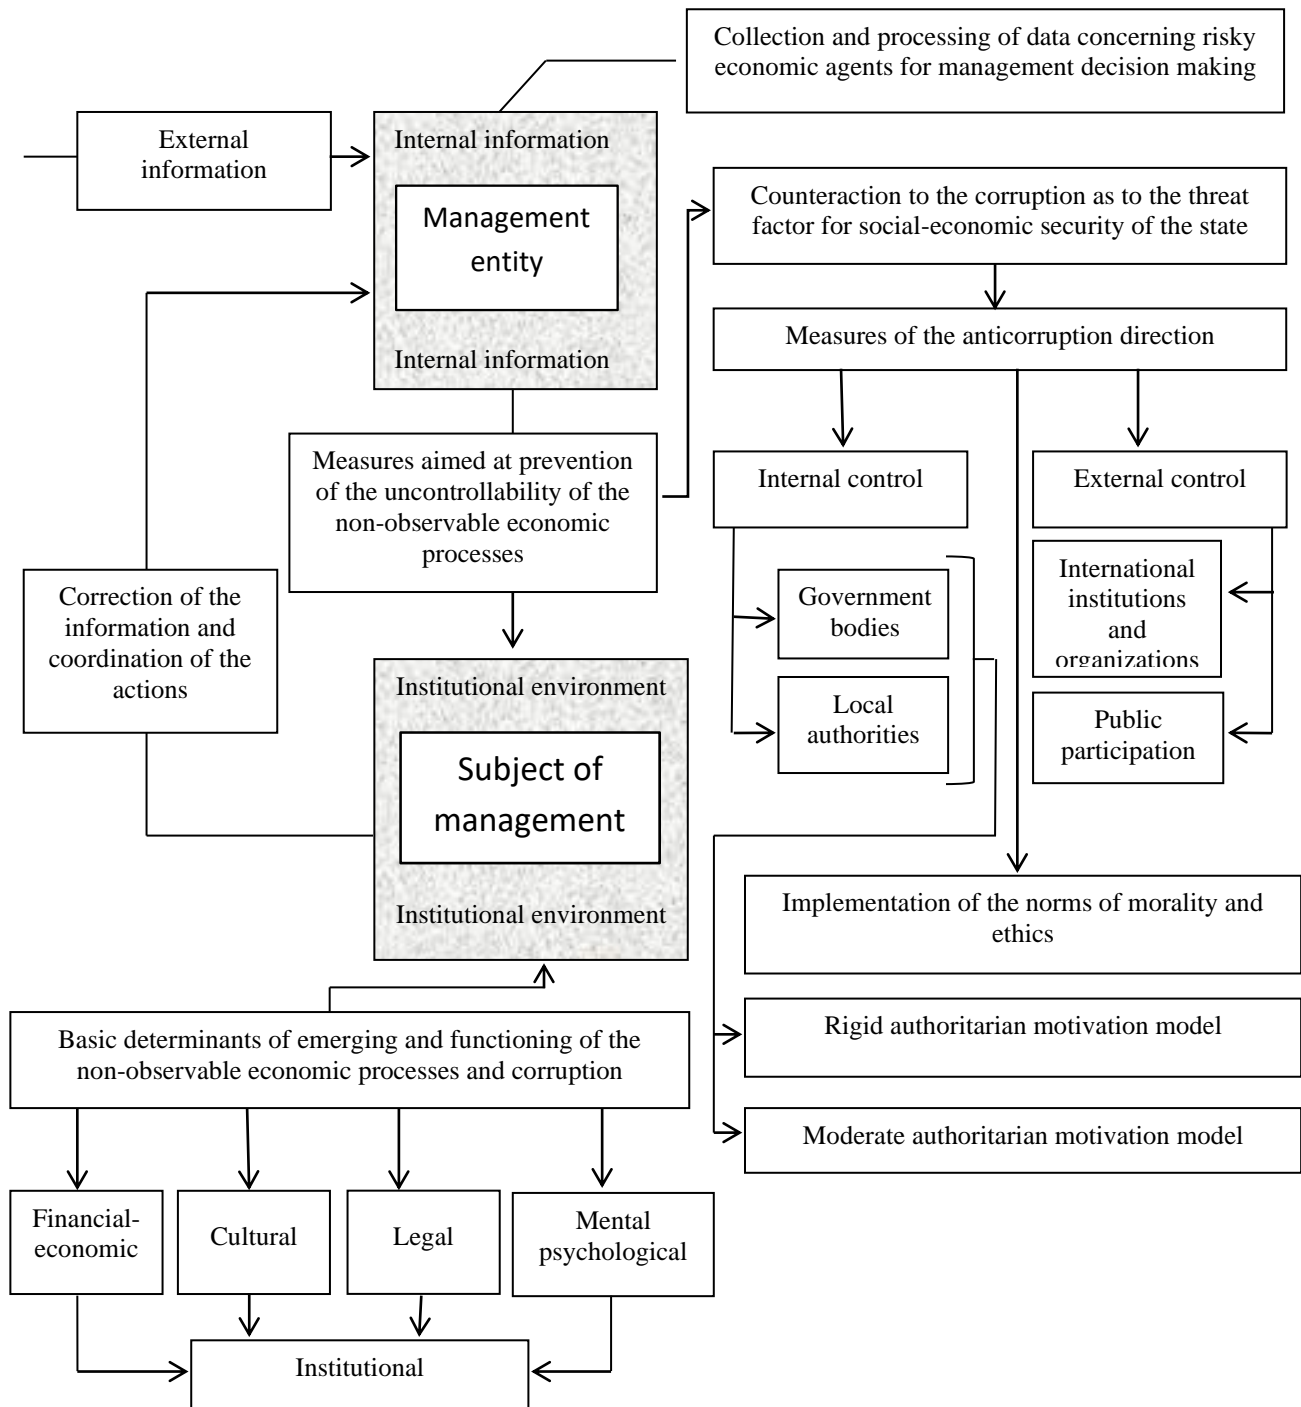 Collection and processing of data concerning risky
economic agents for management decision making
External
information
Internal information
Management
entity
Internal information
Counteraction to the corruption as to the threat
factor for social-economic security of the state
Measures of the anticorruption direction
Measures aimed at prevention
of the uncontrollability of the
non-observable economic
processes
Internal control
External control
Government
bodies
Local
authorities
International
institutions
and
organizations
Public
participation
Correction of the
information and
coordination of the
actions
Institutional environment
Subject of
management
Institutional environment
Implementation of the norms of morality and
ethics
Rigid authoritarian motivation model
Moderate authoritarian motivation model
Basic determinants of emerging and functioning of the
non-observable economic processes and corruption
Financial-
economic
Cultural
Legal
Mental
psychological
Institutional